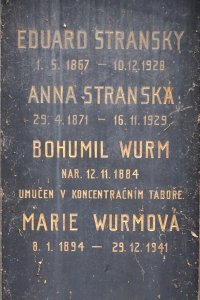 EDUARD STRANSKY
1. 5. 1867 — 10.12.1928
ANNA STRANSKÁ
29. 4. 1871 — 16. 11. 1929
BOHUMIL WURM
NAR. 12. 11. 1884
UMUČEN V KONCENTRAČNÍM TÁBOŘE
MARIE WURMOVÁ
8. 1. 1894 — 29. 12. 1941